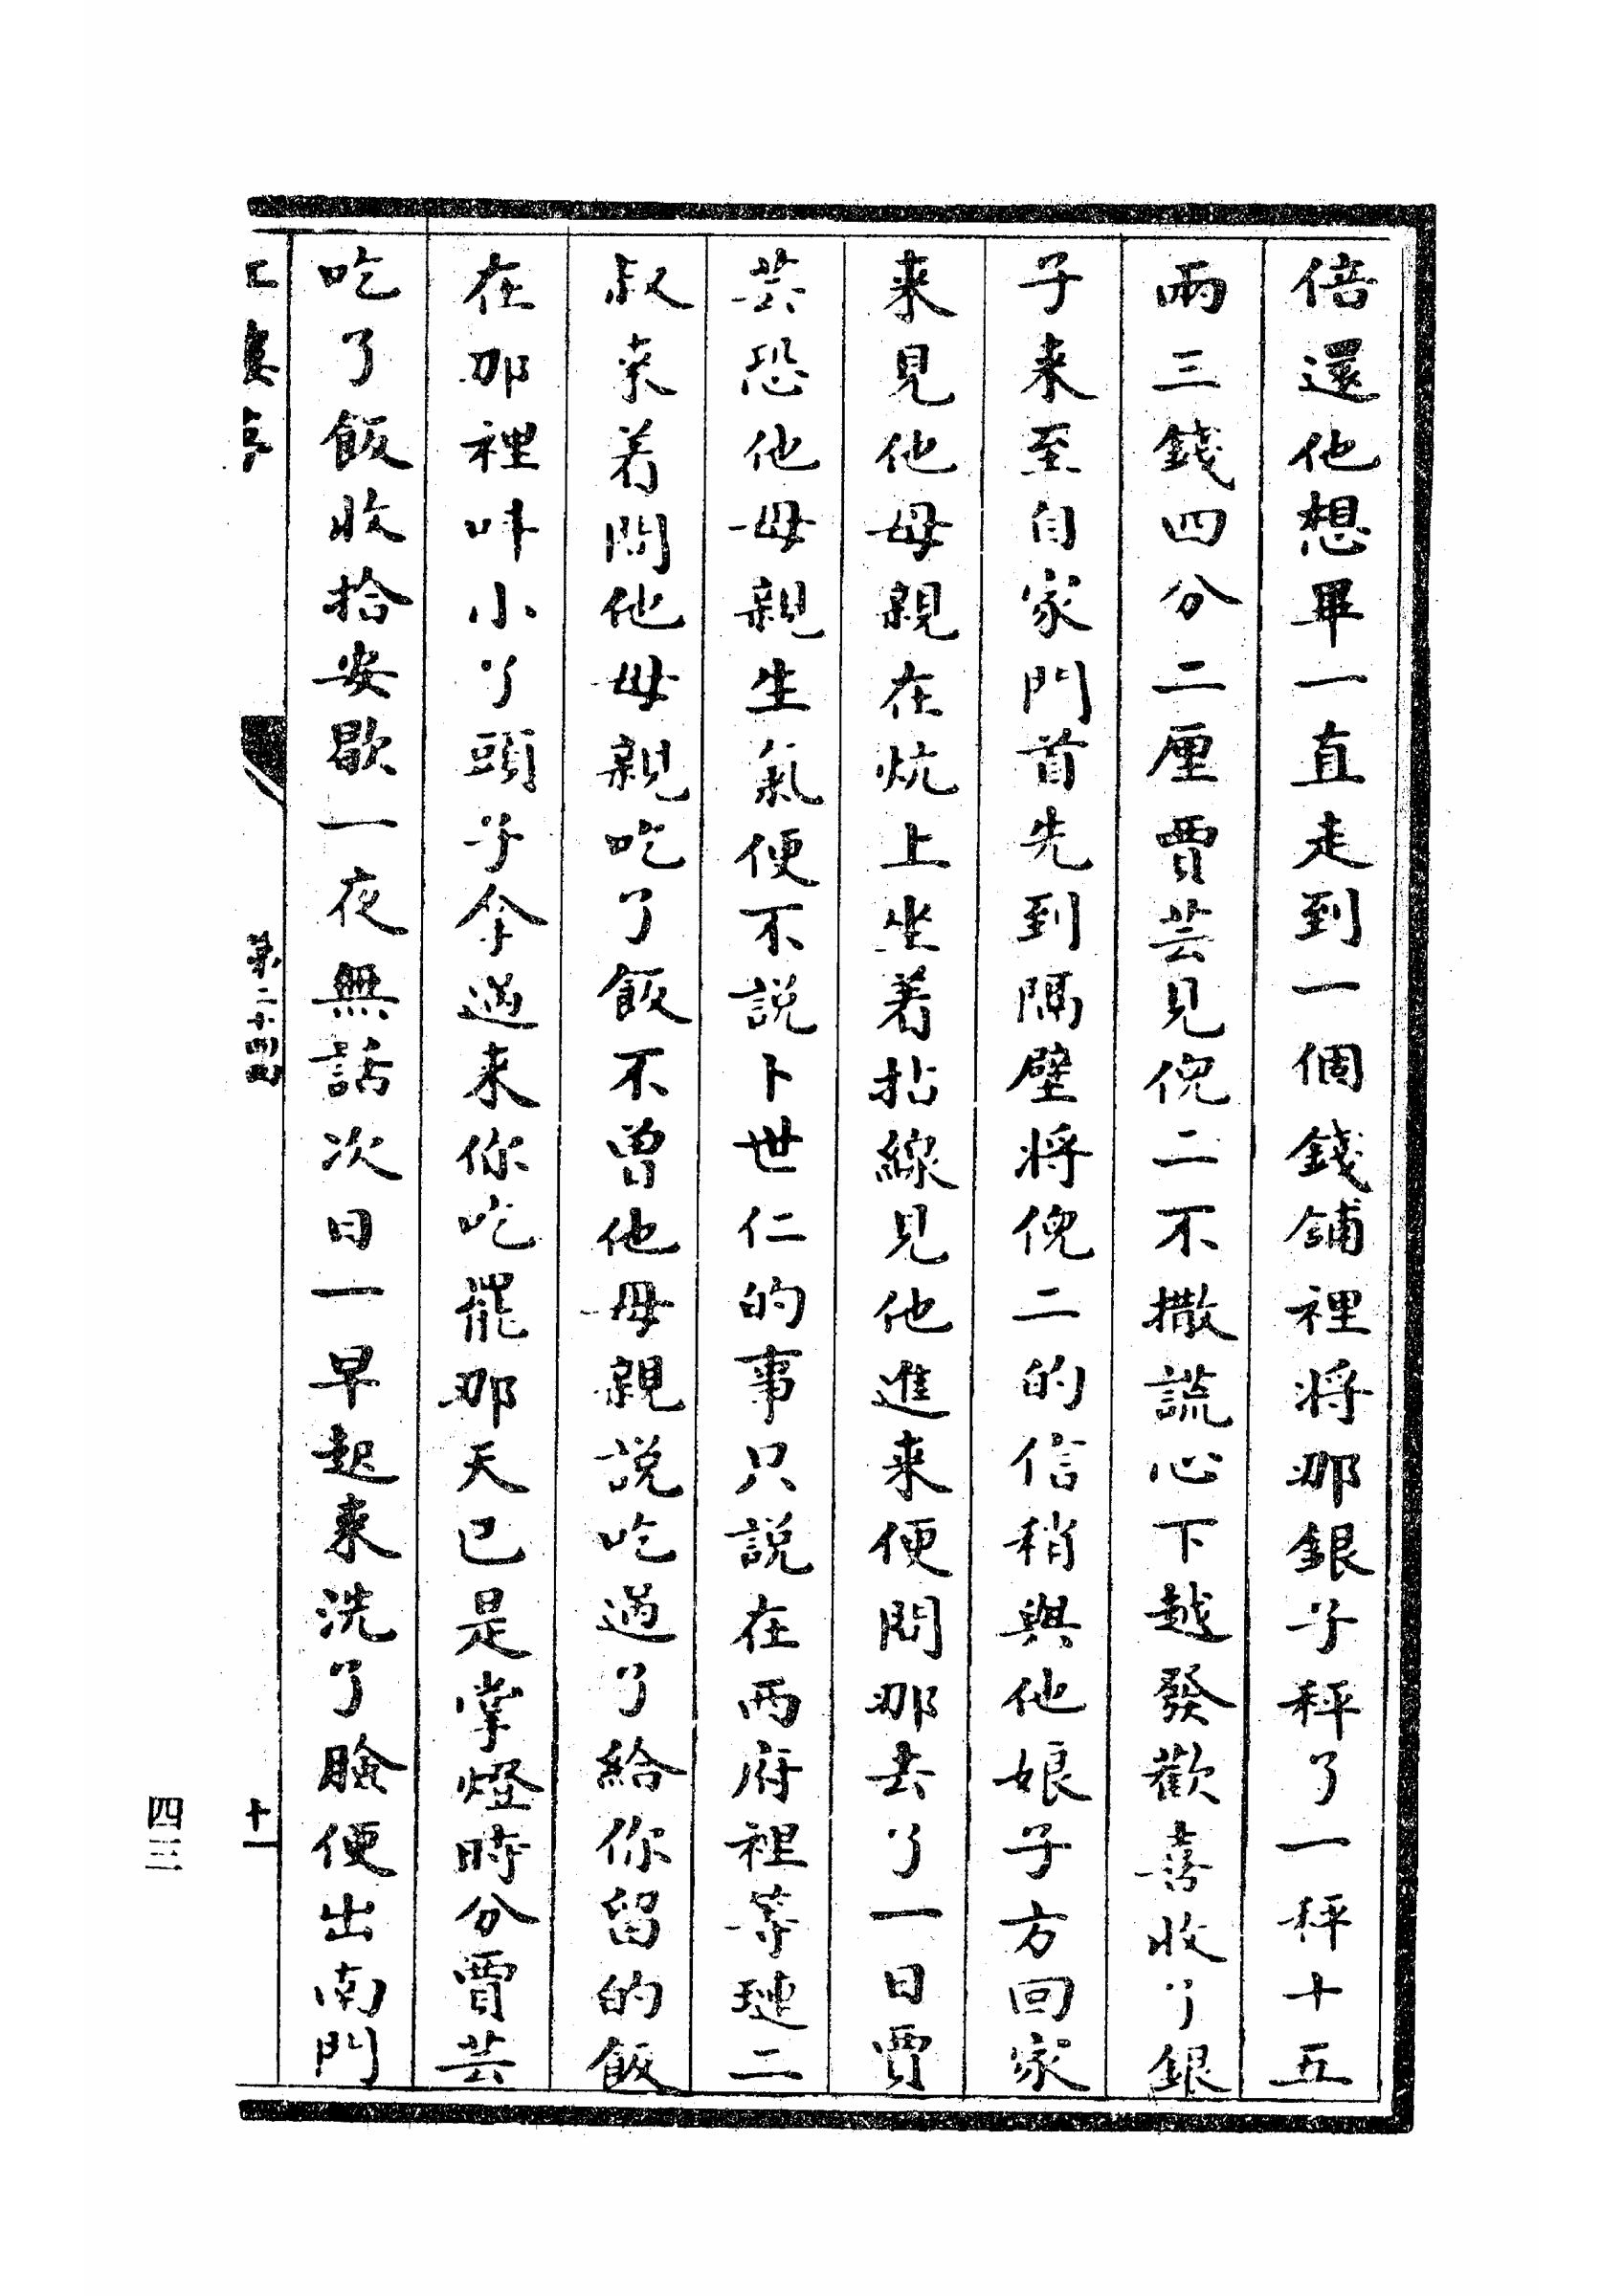 倍還他想畢一直走到一個錢鋪裡將那銀子秤了一秤十五
兩三錢四分二厘賈芸見倪二不撒謊心下越發歡喜收了銀
子来至自家門首先到隔壁將倪二的信稍與他娘子方回家
来見他母親在炕上坐着拈線見他進来便問那去了一日賈
芸恐他母親生氣便不説卜世仁的事只説在西府裡等璉二
叔来着問他母親吃了飯不曾他母親説吃過了給你留的飯
在那裡叫小丫頭子拿過来你吃罷那天已是掌燈時分賈芸
吃了飯收拾安歇一夜無話次日一早起来洗了臉便出南門
第二十四回
十一
四三